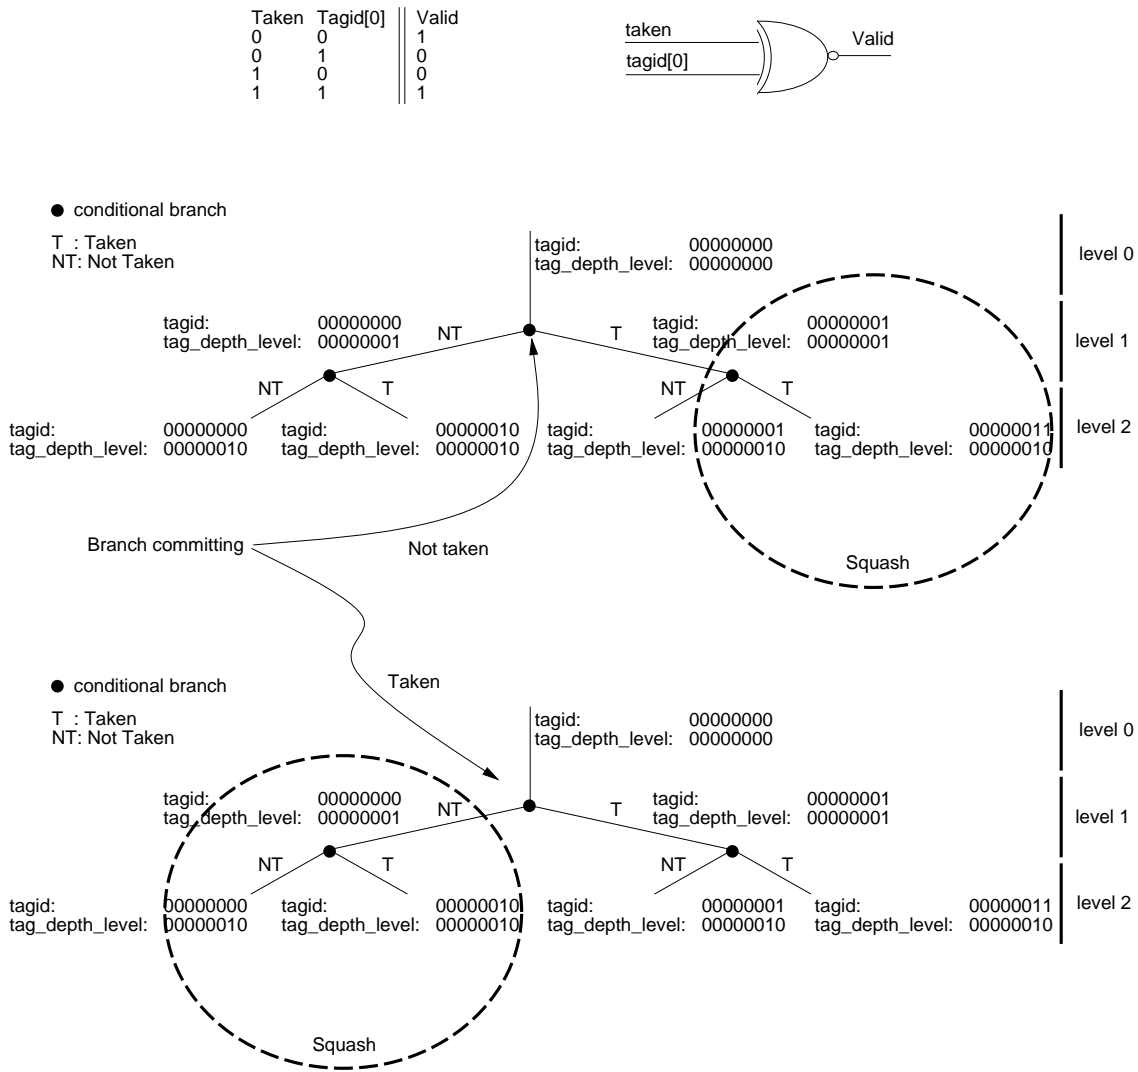 Taken Tagid[0] Valid
0 0 1
0 1 0
1 0 0
1 1 1
taken
tagid[0]
Valid
conditional branch
T : Taken
NT: Not Taken
tagid: 00000000
tag_depth_level: 00000000
level 0
tagid: 00000000
tag_depth_level: 00000001
NT
T
tagid: 00000001
tag_depth_level: 00000001
level 1
NT
T
NT
T
tagid: 00000000
tag_depth_level: 00000010
tagid: 00000010
tag_depth_level: 00000010
tagid: 00000001
tag_depth_level: 00000010
tagid: 00000011
tag_depth_level: 00000010
level 2
Branch committing
Not taken
Squash
Taken
conditional branch
T : Taken
NT: Not Taken
tagid: 00000000
tag_depth_level: 00000000
level 0
tagid: 00000000
tag_depth_level: 00000001
NT
T
tagid: 00000001
tag_depth_level: 00000001
level 1
NT
T
NT
T
tagid: 00000000
tag_depth_level: 00000010
tagid: 00000010
tag_depth_level: 00000010
tagid: 00000001
tag_depth_level: 00000010
tagid: 00000011
tag_depth_level: 00000010
level 2
Squash